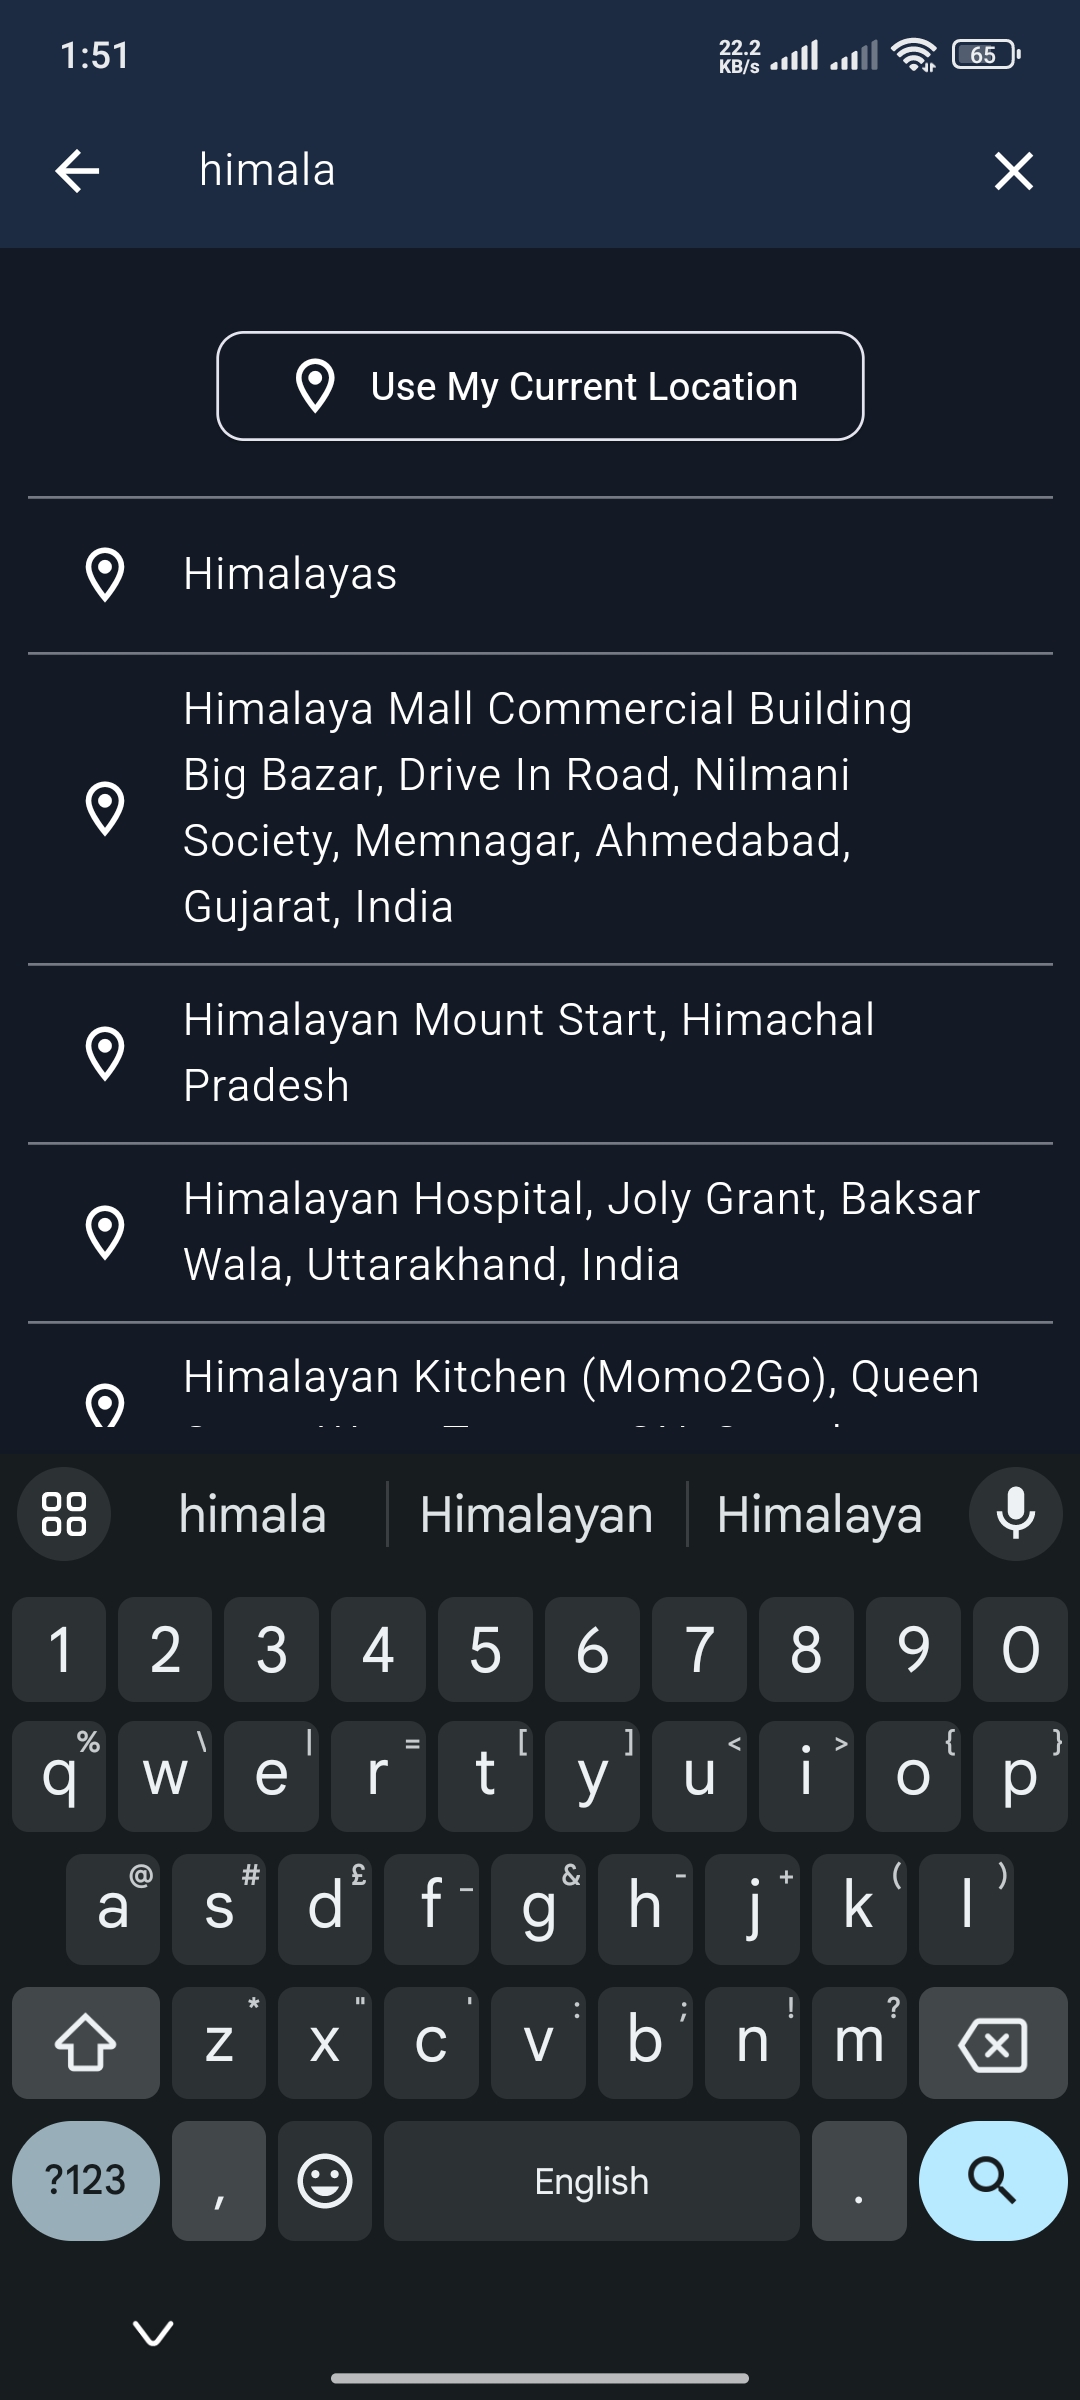 1:51
22.2
KB/s
65
himala
Use My Current Location
Himalayas
Himalaya Mall Commercial Building
Big Bazar, Drive In Road, Nilmani
Society, Memnagar, Ahmedabad,
Gujarat, India
Himalayan Mount Start, Himachal
Pradesh
Himalayan Hospital, Joly Grant, Baksar
Wala, Uttarakhand, India
Himalayan Kitchen (Momo2Go), Queen
himala Himalayan Himalaya
1 2 3 4 5 6 7 8 9 0
% \ | = [ ] < > { }
q w e r t y u i o p
@ # £ _ & - + ( )
a s d f g h j k l
* " ' : ; ! ?
z x c v b n m
?123 , English .